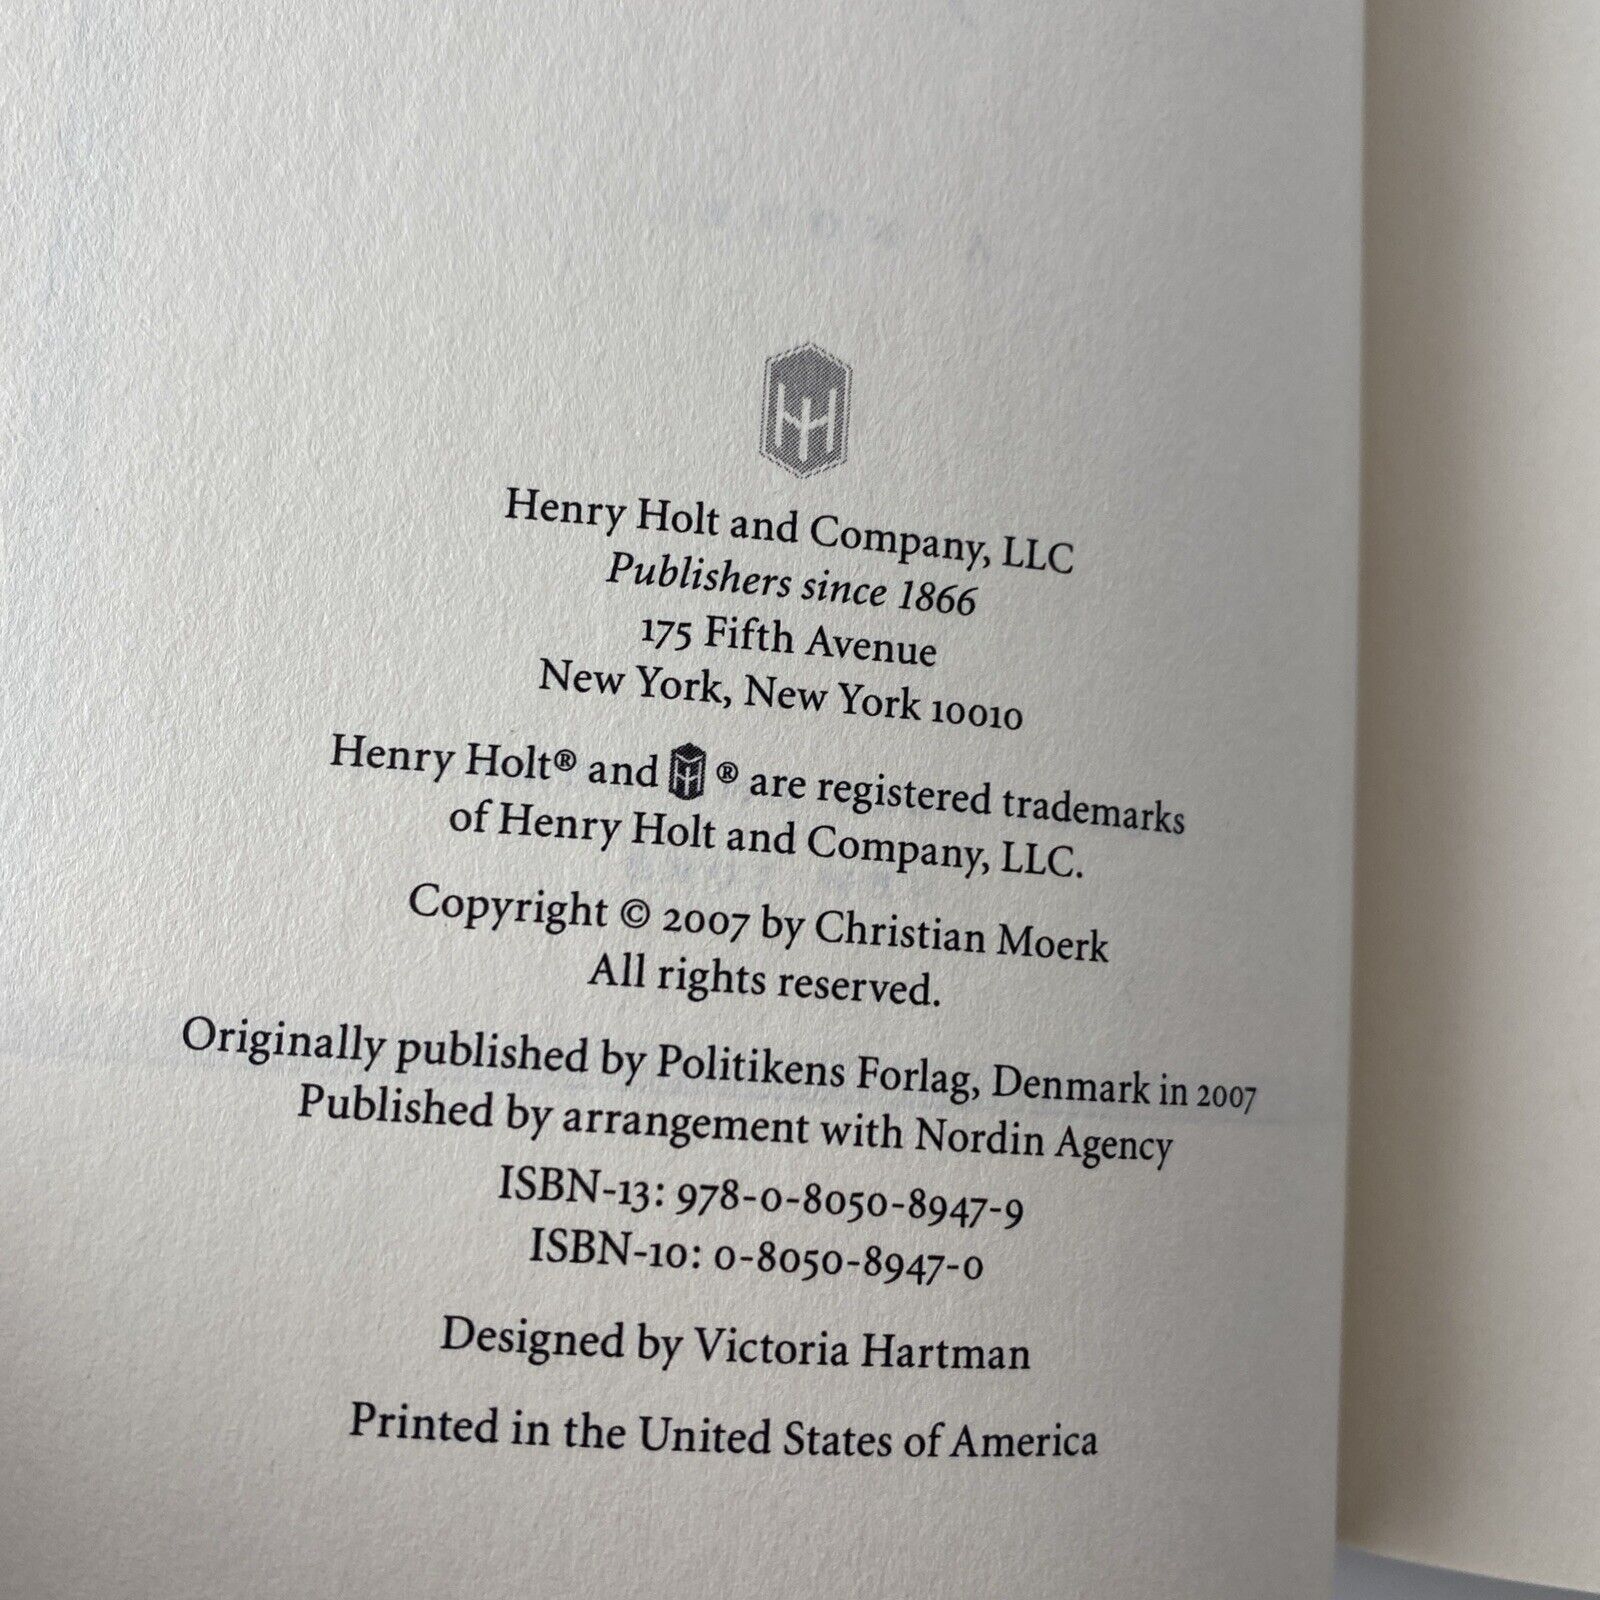 Henry Holt and Company, LLC
Publishers since 1866
175 Fifth Avenue
New York, New York 10010
Henry Holt® and ® are registered trademarks
of Henry Holt and Company, LLC.
Copyright © 2007 by Christian Moerk
All rights reserved.
Originally published by Politikens Forlag, Denmark in 2007
Published by arrangement with Nordin Agency
ISBN-13: 978-0-8050-8947-9
ISBN-10: 0-8050-8947-0
Designed by Victoria Hartman
Printed in the United States of America